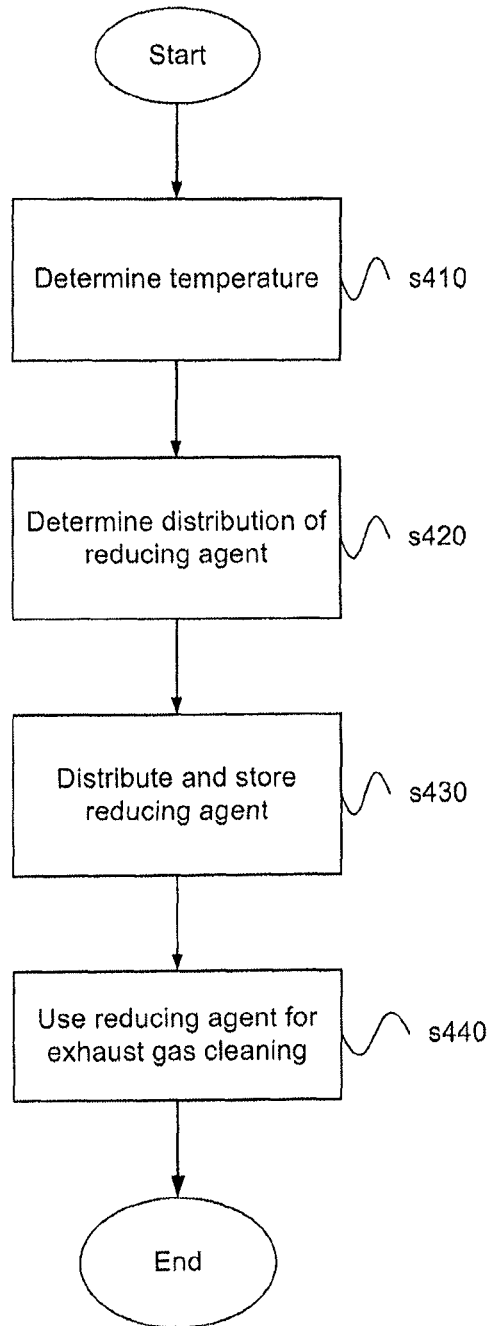 Start
Determine temperature
s410
Determine distribution of
reducing agent
s420
Distribute and store
reducing agent
s430
Use reducing agent for
exhaust gas cleaning
s440
End